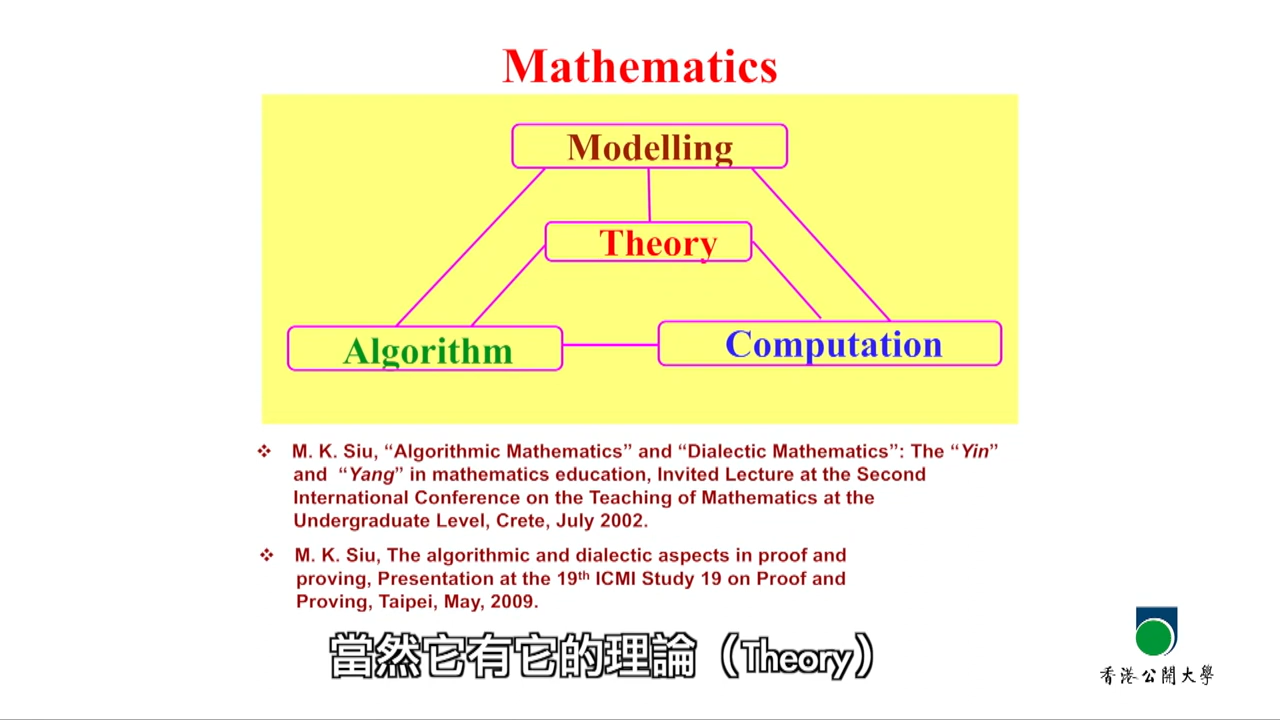 Mathematics
Modelling
Theory
Algorithm
Computation
❖ M. K. Siu, “Algorithmic Mathematics” and “Dialectic Mathematics”: The “Yin”
and “Yang” in mathematics education, Invited Lecture at the Second
International Conference on the Teaching of Mathematics at the
Undergraduate Level, Crete, July 2002.
❖ M. K. Siu, The algorithmic and dialectic aspects in proof and
proving, Presentation at the 19th ICMI Study 19 on Proof and
Proving, Taipei, May, 2009.
當然它有它的理論（Theory）
香港公開大學